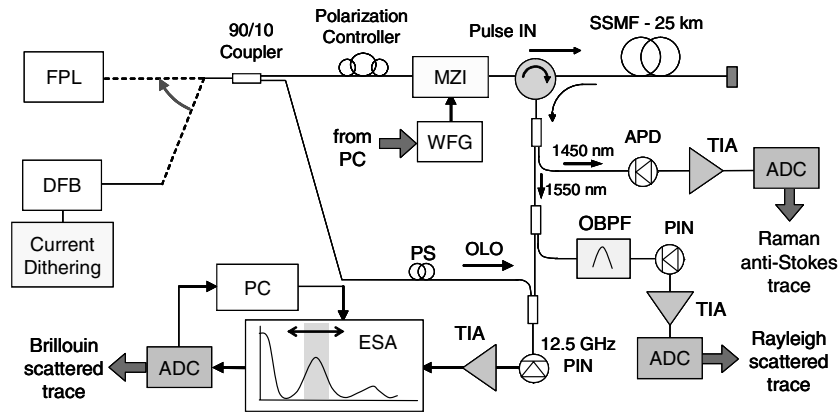 90/10
Coupler
Polarization
Controller
Pulse IN
SSMF - 25 km
FPL
MZI
from
PC
WFG
1450 nm
APD
TIA
ADC
1550 nm
DFB
Current
Dithering
OBPF
PIN
Raman
anti-Stokes
trace
PS
OLO
PC
TIA
TIA
12.5 GHz
PIN
ESA
Brillouin
scattered
trace
ADC
ADC
Rayleigh
scattered
trace